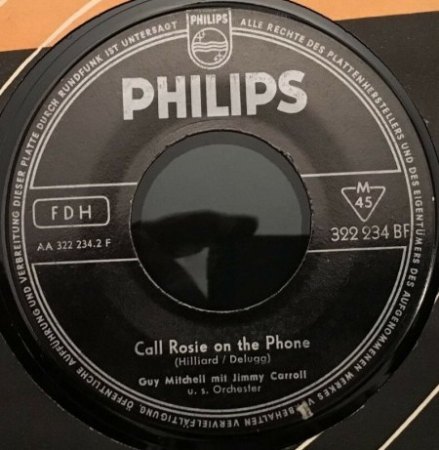 PHILIPS
PHILIPS
ALLE RECHTE DES PLATTENHERSTELLERS UND DES EIGENTÜMERS DES AUFGENOMMENEN WERKES VORBEHALTEN VERVIELFÄLTIGUNG, ÖFFENTLICHE AUFFÜHRUNG UND VERBREITUNG DIESER PLATTE DURCH RUNDFUNK IST UNTERSAGT
FDH
M
45
AA 322 234.2 F
322 234 BF
Call Rosie on the Phone
(Hilliard / Delugg)
Guy Mitchell mit Jimmy Carroll
u. s. Orchester